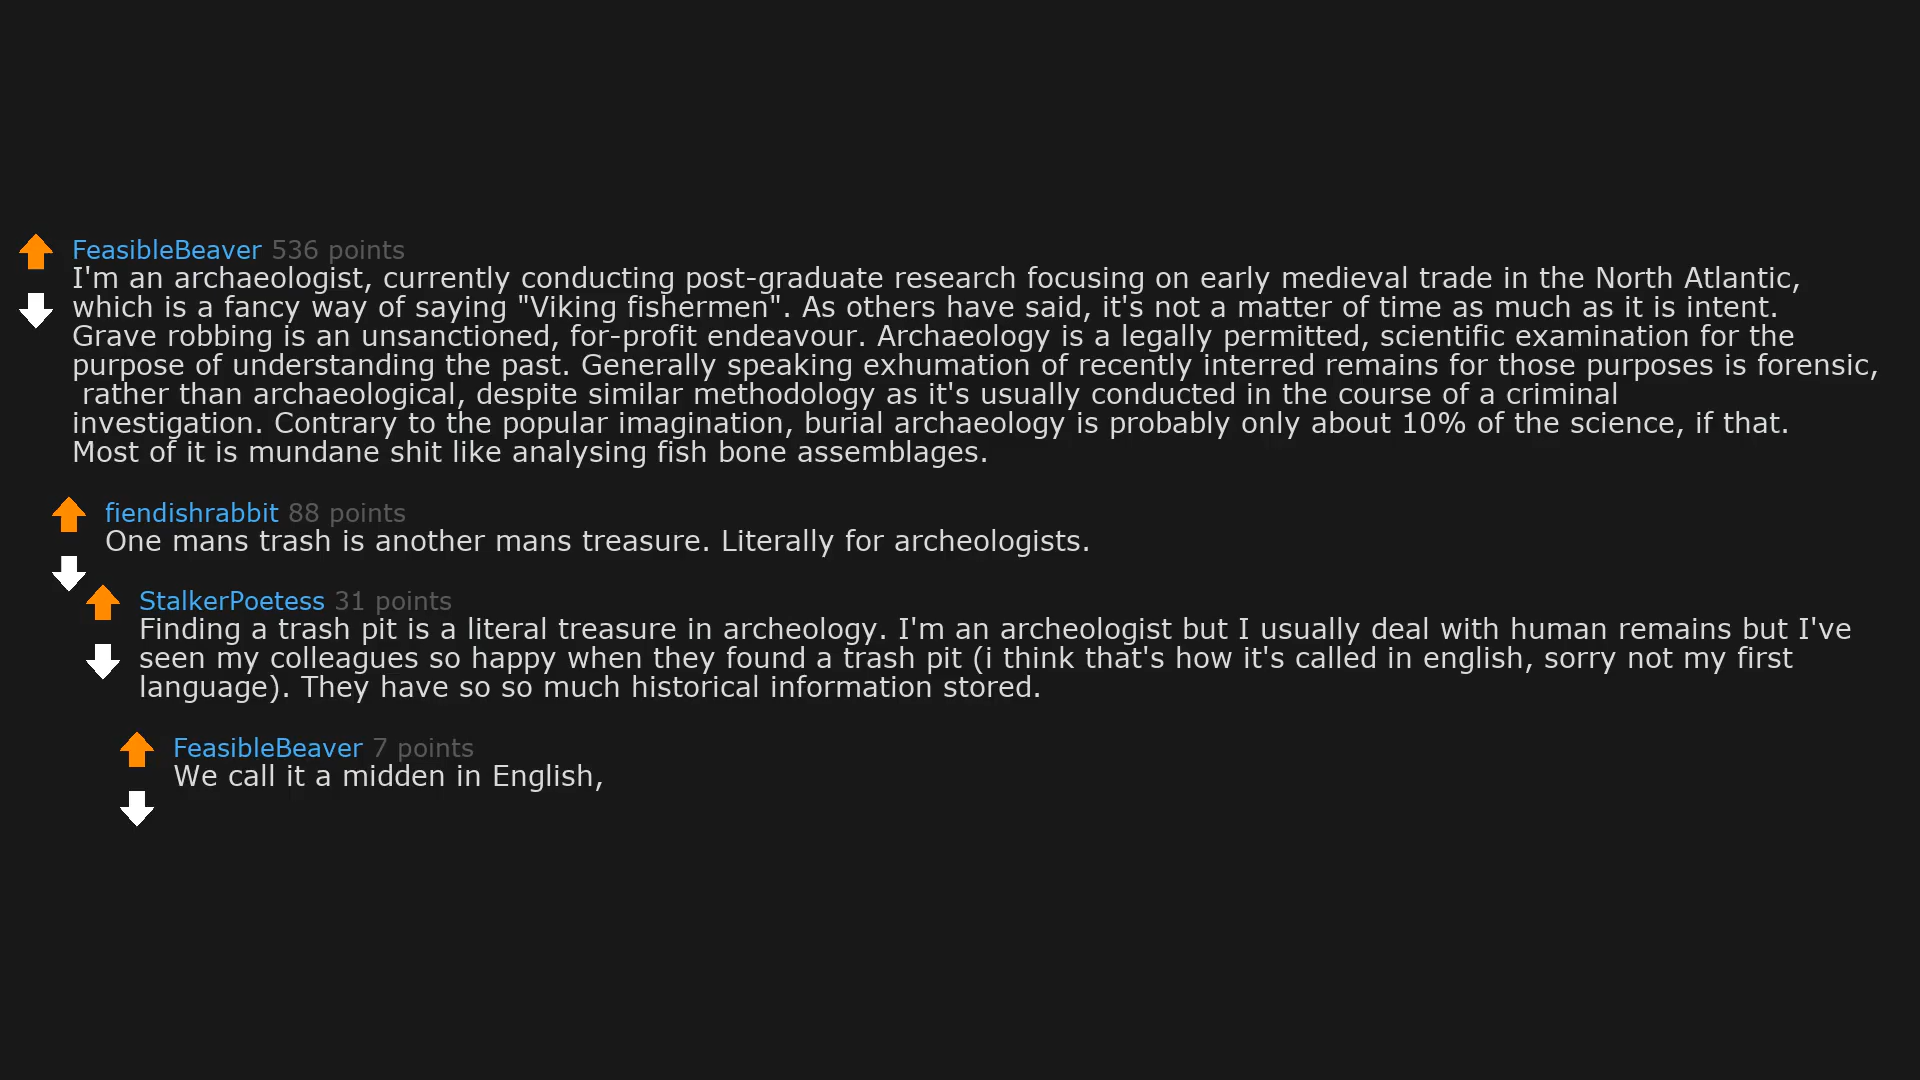 FeasibleBeaver 536 points
I'm an archaeologist, currently conducting post-graduate research focusing on early medieval trade in the North Atlantic,
which is a fancy way of saying "Viking fishermen". As others have said, it's not a matter of time as much as it is intent.
Grave robbing is an unsanctioned, for-profit endeavour. Archaeology is a legally permitted, scientific examination for the
purpose of understanding the past. Generally speaking exhumation of recently interred remains for those purposes is forensic,
rather than archaeological, despite similar methodology as it's usually conducted in the course of a criminal
investigation. Contrary to the popular imagination, burial archaeology is probably only about 10% of the science, if that.
Most of it is mundane shit like analysing fish bone assemblages.
fiendishrabbit 88 points
One mans trash is another mans treasure. Literally for archeologists.
StalkerPoetess 31 points
Finding a trash pit is a literal treasure in archeology. I'm an archeologist but I usually deal with human remains but I've
seen my colleagues so happy when they found a trash pit (i think that's how it's called in english, sorry not my first
language). They have so so much historical information stored.
FeasibleBeaver 7 points
We call it a midden in English,